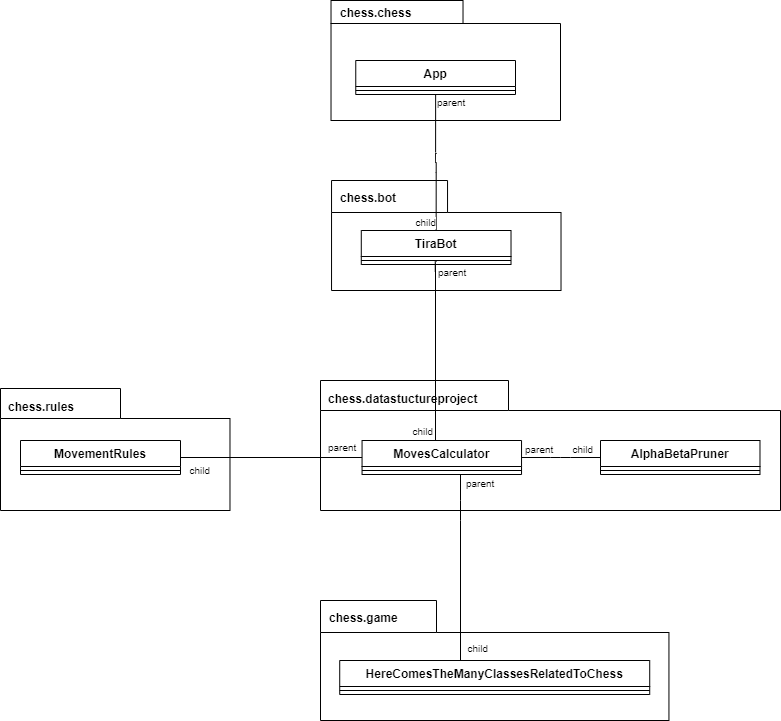 chess.chess
App
parent
chess.bot
child
TiraBot
parent
chess.rules
chess.datastuctureproject
child
MovementRules
child
parent
MovesCalculator
parent
child
AlphaBetaPruner
parent
chess.game
child
HereComesTheManyClassesRelatedToChess